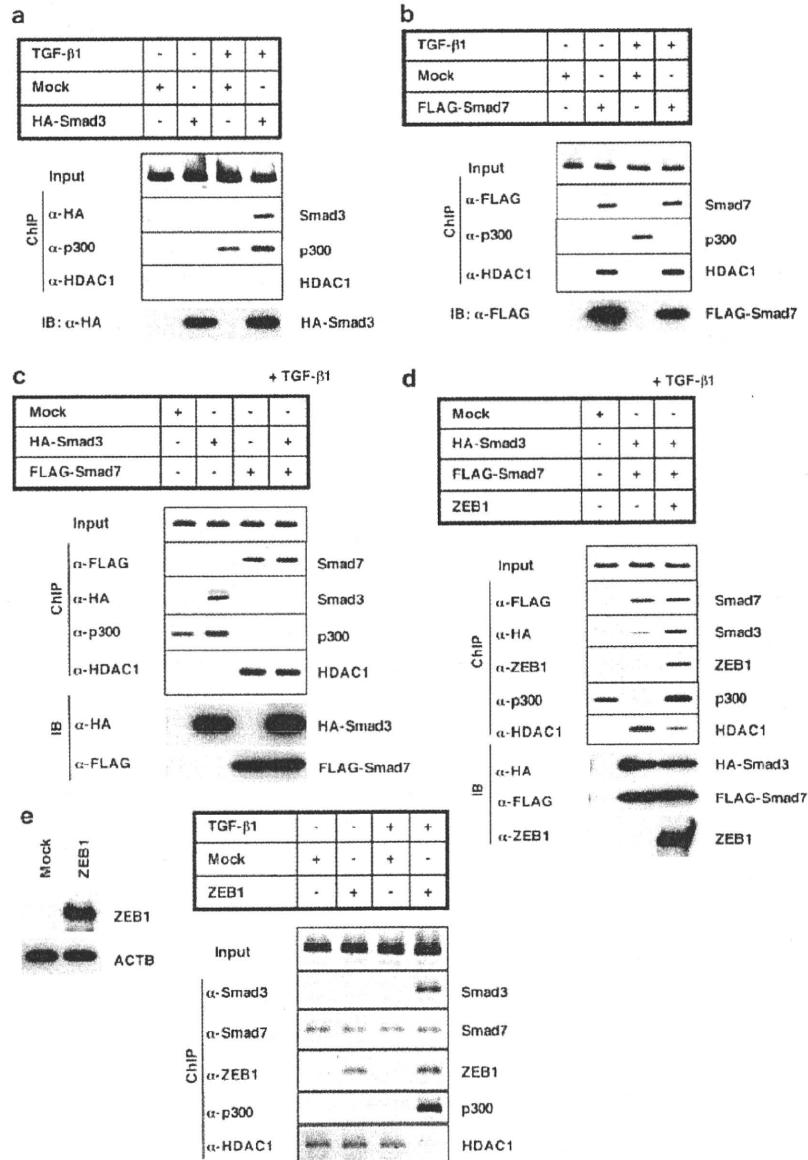 a
TGF-β1 - - + +
Mock + - + -
HA-Smad3 - + - +
Input
ChIP
α-HA Smad3
α-p300 p300
α-HDAC1 HDAC1
IB: α-HA HA-Smad3
b
TGF-β1 - - + +
Mock + - + -
FLAG-Smad7 - + - +
Input
ChIP
α-FLAG Smad7
α-p300 p300
α-HDAC1 HDAC1
IB: α-FLAG FLAG-Smad7
c
+ TGF-β1
Mock + - - -
HA-Smad3 - + - +
FLAG-Smad7 - - + +
Input
ChIP
α-FLAG Smad7
α-HA Smad3
α-p300 p300
α-HDAC1 HDAC1
IB
α-HA HA-Smad3
α-FLAG FLAG-Smad7
d
+ TGF-β1
Mock + - -
HA-Smad3 - + +
FLAG-Smad7 - + +
ZEB1 - - +
Input
ChIP
α-FLAG Smad7
α-HA Smad3
α-ZEB1 ZEB1
α-p300 p300
α-HDAC1 HDAC1
IB
α-HA HA-Smad3
α-FLAG FLAG-Smad7
α-ZEB1 ZEB1
e
Mock
ZEB1
ZEB1
ACTB
TGF-β1 - - + +
Mock + - + -
ZEB1 - + - +
Input
ChIP
α-Smad3 Smad3
α-Smad7 Smad7
α-ZEB1 ZEB1
α-p300 p300
α-HDAC1 HDAC1